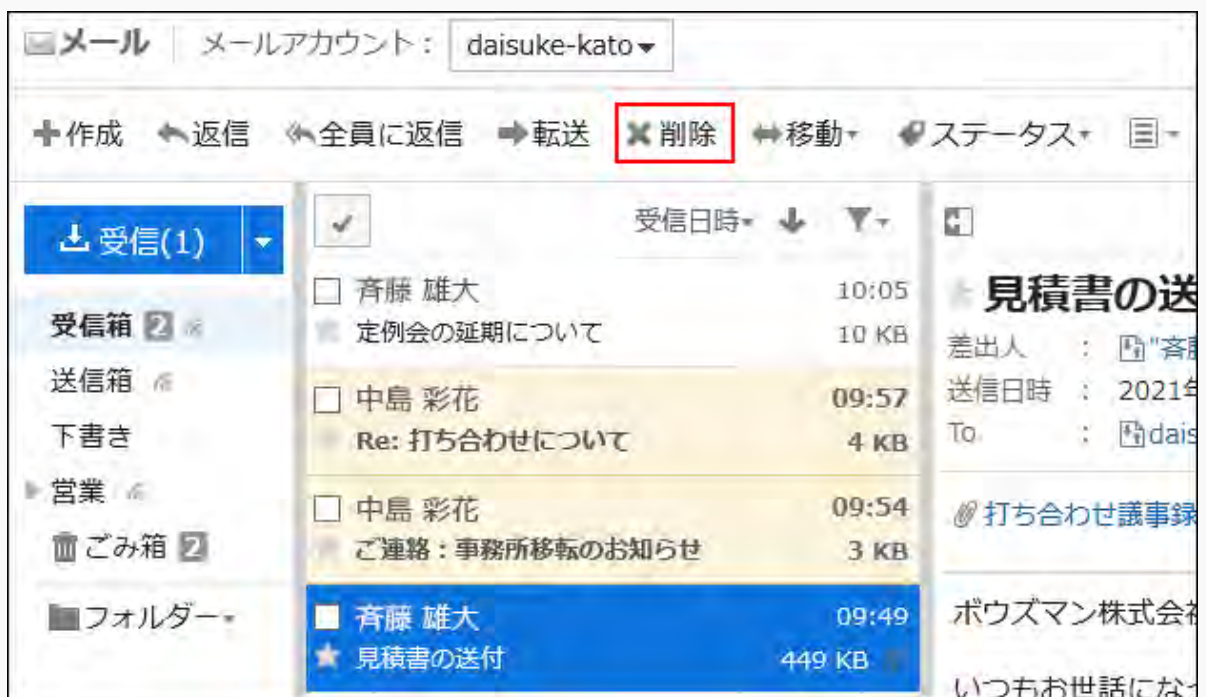 メール メールアカウント： daisuke-kato
作成 返信 全員に返信 転送 削除 移動 ステータス
受信(1)
受信箱 2
送信箱
下書き
営業
ごみ箱 2
フォルダー
受信日時
斉藤 雄大 10:05
定例会の延期について 10 KB
中島 彩花 09:57
Re: 打ち合わせについて 4 KB
中島 彩花 09:54
ご連絡：事務所移転のお知らせ 3 KB
斉藤 雄大 09:49
見積書の送付 449 KB
見積書の送
差出人 : "斉藤
送信日時 : 2021年
To : dais
打ち合わせ議事録
ボウズマン株式会社
いつもお世話になっ